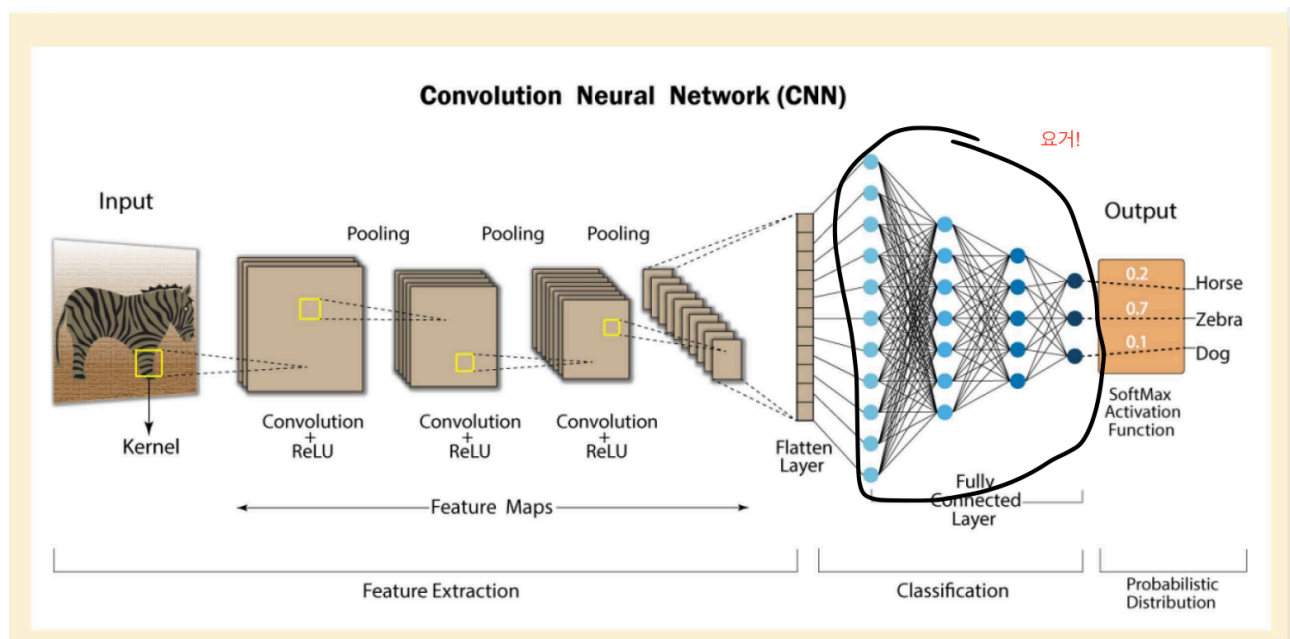 Convolution Neural Network (CNN)
요거!
Input
Output
Pooling
Pooling
Pooling
0.2
Horse
0.7
Zebra
0.1
Dog
Kernel
Convolution
+
ReLU
Convolution
+
ReLU
Convolution
+
ReLU
Flatten
Layer
SoftMax
Activation
Function
Fully
Connected
Layer
Feature Maps
Feature Extraction
Classification
Probabilistic
Distribution